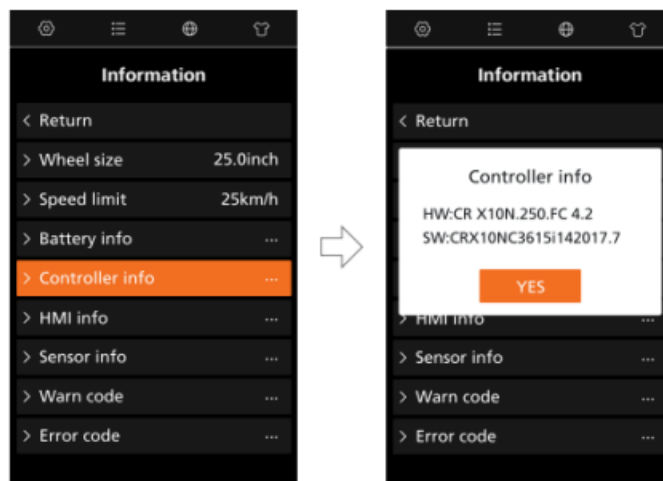 Information
< Return
> Wheel size 25.0inch
> Speed limit 25km/h
> Battery info ...
> Controller info ...
> HMI info ...
> Sensor info ...
> Warn code ...
> Error code ...
Information
< Return
Controller info
HW:CR X10N.250.FC 4.2
SW:CRX10NC3615i142017.7
YES
> HMI info ...
> Sensor info ...
> Warn code ...
> Error code ...